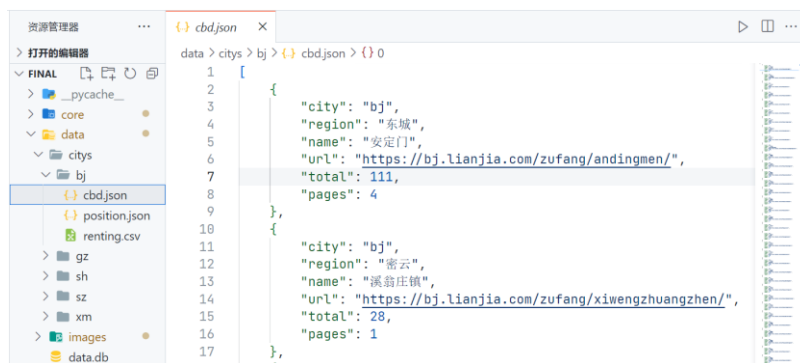 资源管理器
cbd.json
打开的编辑器
data > citys > bj > {..} cbd.json > {} 0
FINAL
__pycache__
core
data
citys
bj
cbd.json
position.json
renting.csv
gz
sh
sz
xm
images
data.db
1 [
2 {
3 "city": "bj",
4 "region": "东城",
5 "name": "安定门",
6 "url": "https://bj.lianjia.com/zufang/andingmen/",
7 "total": 111,
8 "pages": 4
9 },
10 {
11 "city": "bj",
12 "region": "密云",
13 "name": "溪翁庄镇",
14 "url": "https://bj.lianjia.com/zufang/xiwengzhuangzhen/",
15 "total": 28,
16 "pages": 1
17 },